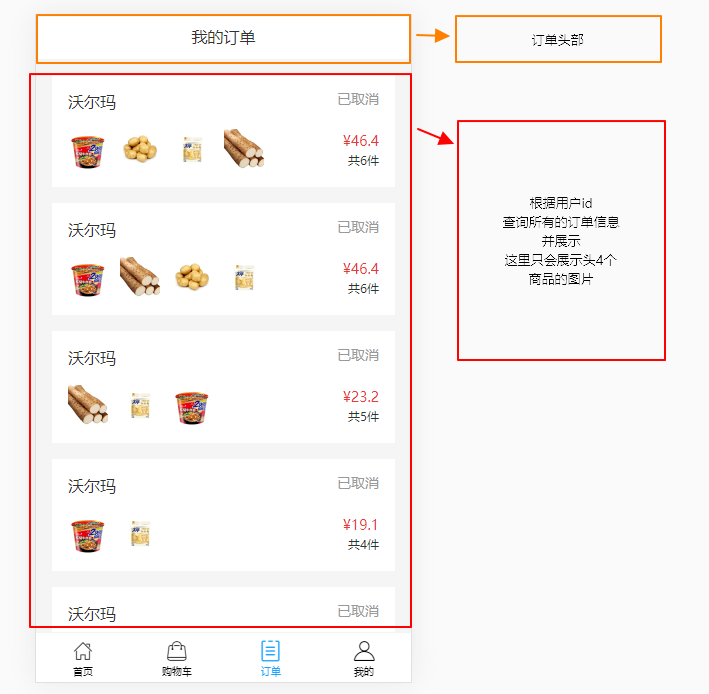 我的订单
订单头部
沃尔玛
已取消
¥46.4
共6件
沃尔玛
已取消
¥46.4
共6件
沃尔玛
已取消
¥23.2
共5件
沃尔玛
已取消
¥19.1
共4件
沃尔玛
已取消
根据用户id
查询所有的订单信息
并展示
这里只会展示头4个
商品的图片
首页
购物车
订单
我的